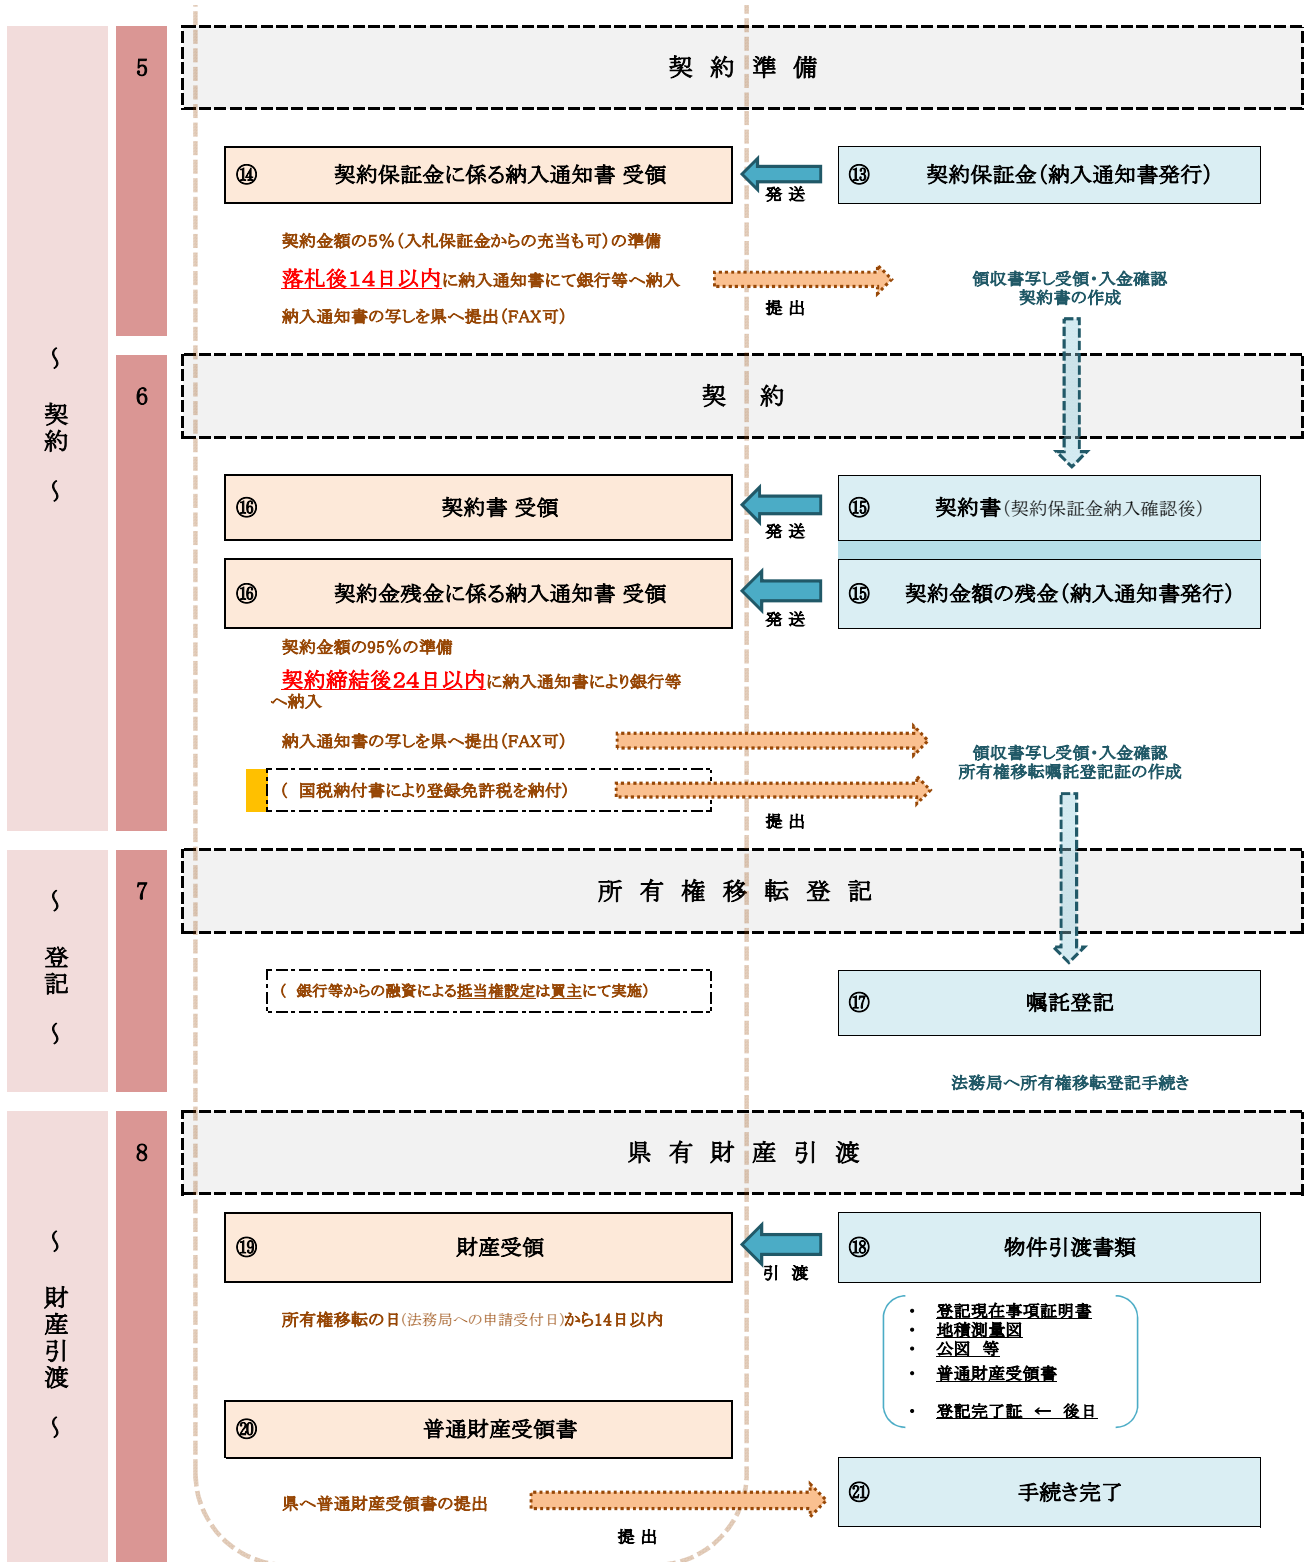 5
契 約 準 備
⑭ 契約保証金に係る納入通知書 受領
発 送
⑬ 契約保証金（納入通知書発行）
契約金額の5％（入札保証金からの充当も可）の準備
落札後14日以内に納入通知書にて銀行等へ納入
納入通知書の写しを県へ提出（FAX可）
提 出
領収書写し受領・入金確認
契約書の作成
～ 契約 ～
6
契 約
⑯ 契約書 受領
発 送
⑮ 契約書（契約保証金納入確認後）
⑯ 契約金残金に係る納入通知書 受領
発 送
⑮ 契約金額の残金（納入通知書発行）
契約金額の95％の準備
契約締結後24日以内に納入通知書により銀行等
へ納入
納入通知書の写しを県へ提出（FAX可）
（ 国税納付書により登録免許税を納付）
提 出
領収書写し受領・入金確認
所有権移転嘱託登記証の作成
～ 登記 ～
7
所 有 権 移 転 登 記
（ 銀行等からの融資による抵当権設定は買主にて実施）
⑰ 嘱託登記
法務局へ所有権移転登記手続き
～ 財産引渡 ～
8
県 有 財 産 引 渡
⑲ 財産受領
引 渡
⑱ 物件引渡書類
所有権移転の日（法務局への申請受付日）から14日以内
・ 登記現在事項証明書
・ 地積測量図
・ 公図 等
・ 普通財産受領書
・ 登記完了証 ← 後日
⑳ 普通財産受領書
県へ普通財産受領書の提出
提 出
㉑ 手続き完了